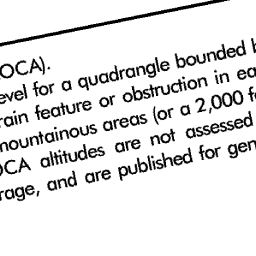 OCA).
evel for a quadrangle bounded b
rain feature or obstruction in ea
mountainous areas (or a 2,000 f
OCA altitudes are not assessed
rage, and are published for gen